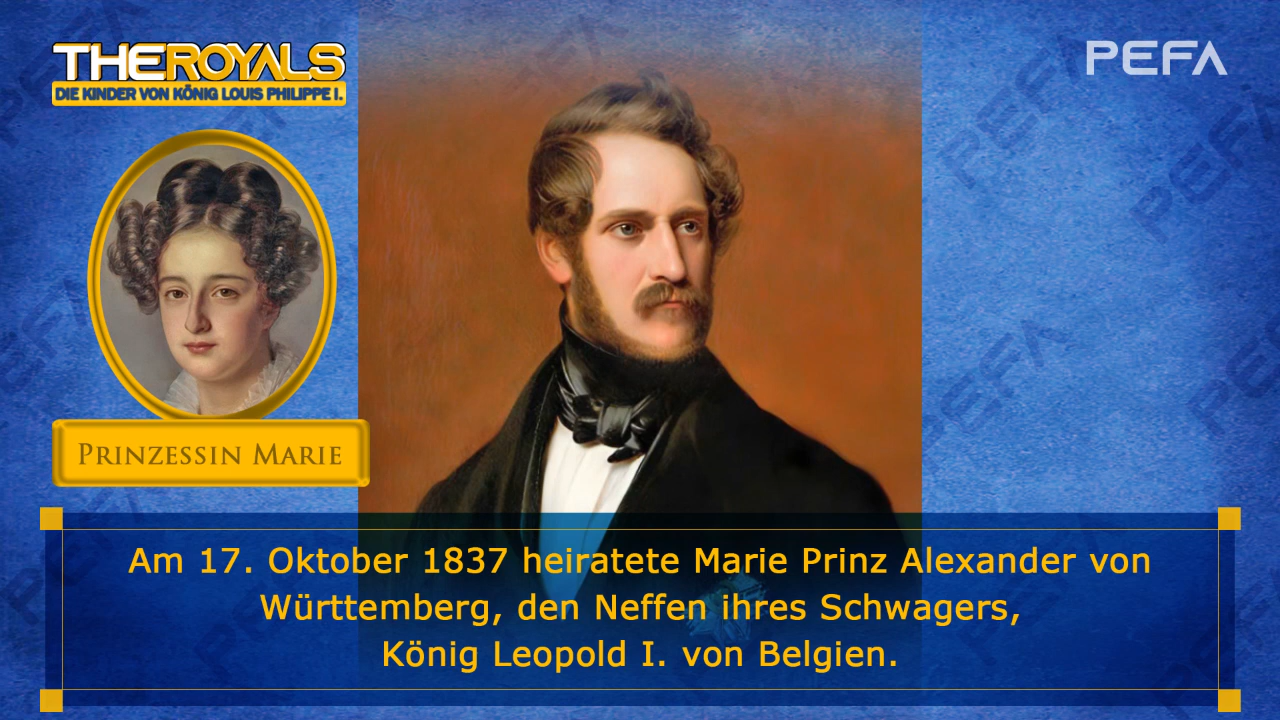 THEROYALS
DIE KINDER VON KÖNIG LOUIS PHILIPPE I.
PEFA
PRINZESSIN MARIE
Am 17. Oktober 1837 heiratete Marie Prinz Alexander von
Württemberg, den Neffen ihres Schwagers,
König Leopold I. von Belgien.